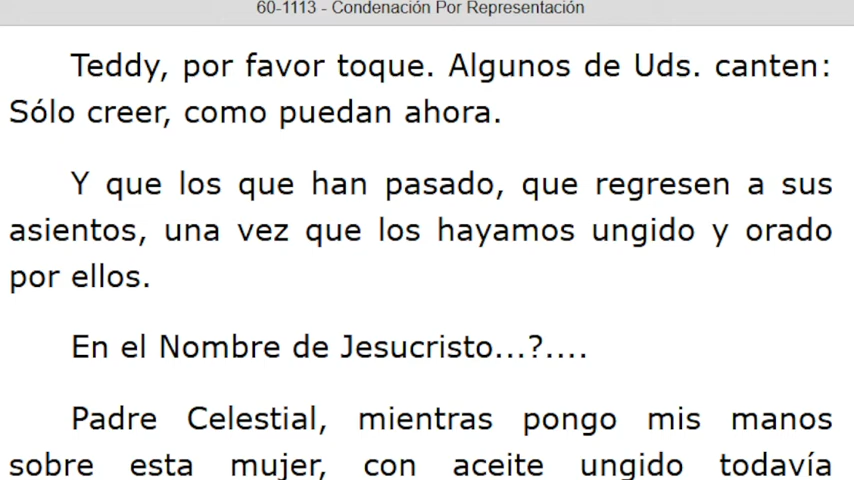 60-1113 - Condenación Por Representación
Teddy, por favor toque. Algunos de Uds. canten:
Sólo creer, como puedan ahora.
Y que los que han pasado, que regresen a sus
asientos, una vez que los hayamos ungido y orado
por ellos.
En el Nombre de Jesucristo...?....
Padre Celestial, mientras pongo mis manos
sobre esta mujer, con aceite ungido todavía